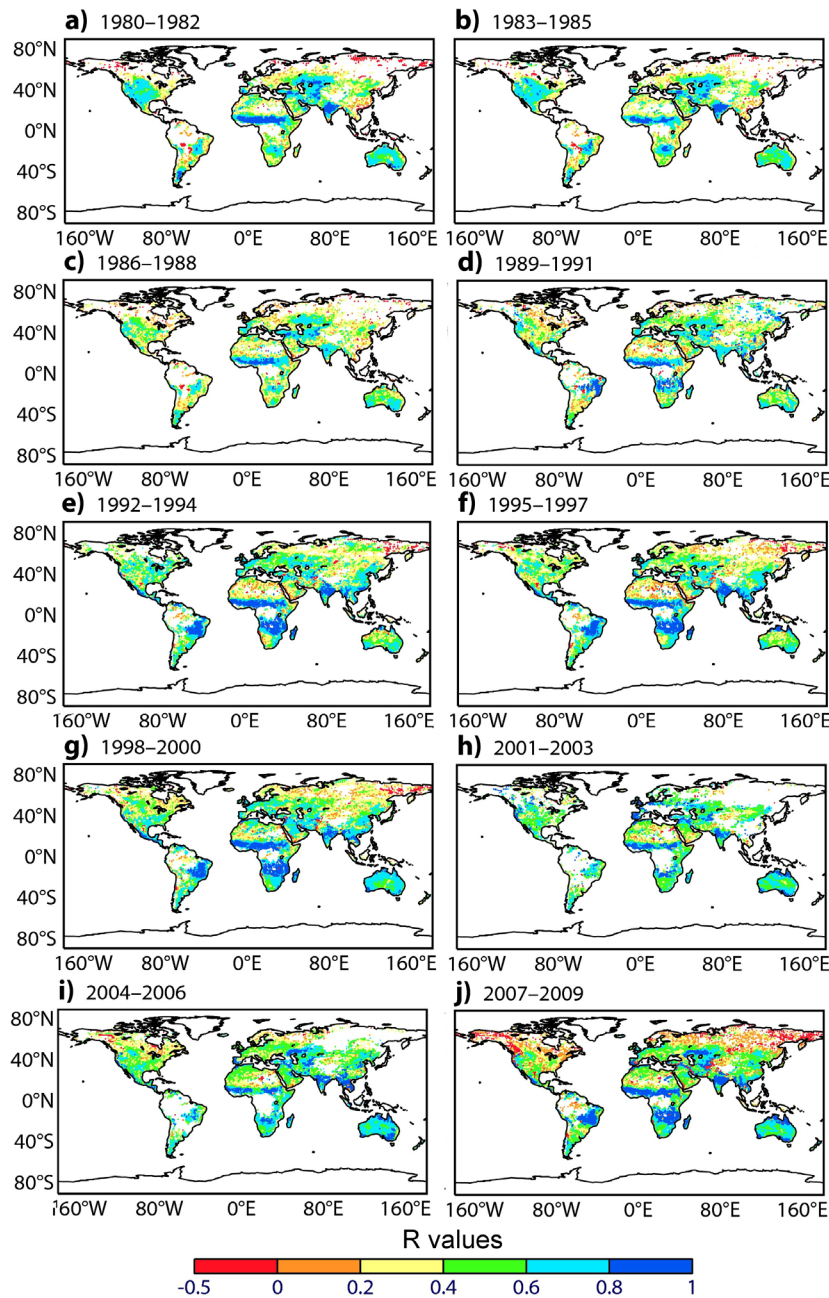 a) 1980–1982
b) 1983–1985
80°N
40°N
0°N
40°S
80°S
160°W 80°W 0°E 80°E 160°E
160°W 80°W 0°E 80°E 160°E
c) 1986–1988
d) 1989–1991
80°N
40°N
0°N
40°S
80°S
160°W 80°W 0°E 80°E 160°E
160°W 80°W 0°E 80°E 160°E
e) 1992–1994
f) 1995–1997
80°N
40°N
0°N
40°S
80°S
160°W 80°W 0°E 80°E 160°E
160°W 80°W 0°E 80°E 160°E
g) 1998–2000
h) 2001–2003
80°N
40°N
0°N
40°S
80°S
160°W 80°W 0°E 80°E 160°E
160°W 80°W 0°E 80°E 160°E
i) 2004–2006
j) 2007–2009
80°N
40°N
0°N
40°S
80°S
160°W 80°W 0°E 80°E 160°E
160°W 80°W 0°E 80°E 160°E
R values
-0.5 0 0.2 0.4 0.6 0.8 1